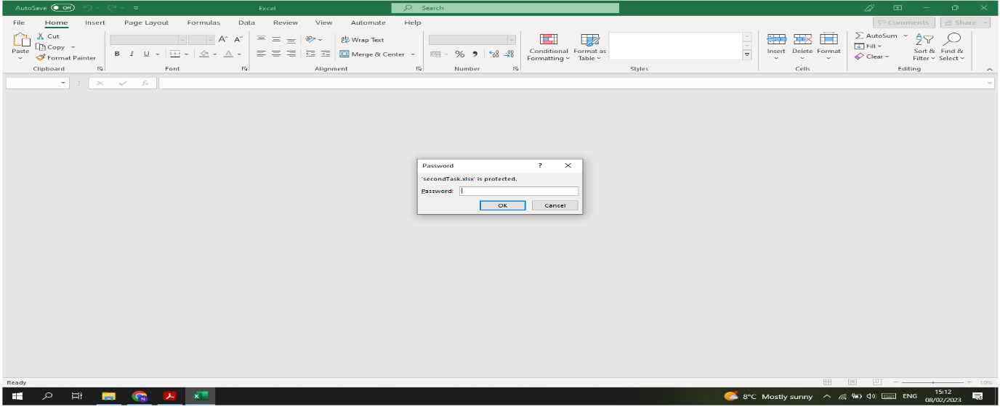 AutoSave Off Excel Search
File Home Insert Page Layout Formulas Data Review View Automate Help Comments Share
Cut
Copy
Paste
Format Painter
Clipboard
B I U
A A A
Font
Wrap Text
Merge & Center
Alignment
%
Number
Conditional Formatting
Format as Table
Styles
Insert Delete Format
Cells
AutoSum
Fill
Clear
Sort & Filter
Find & Select
Editing
fx
Password ?
'secondTask.xlsx' is protected.
Password:
OK Cancel
Ready 10%
8°C Mostly sunny ENG 15:12
08/02/2023